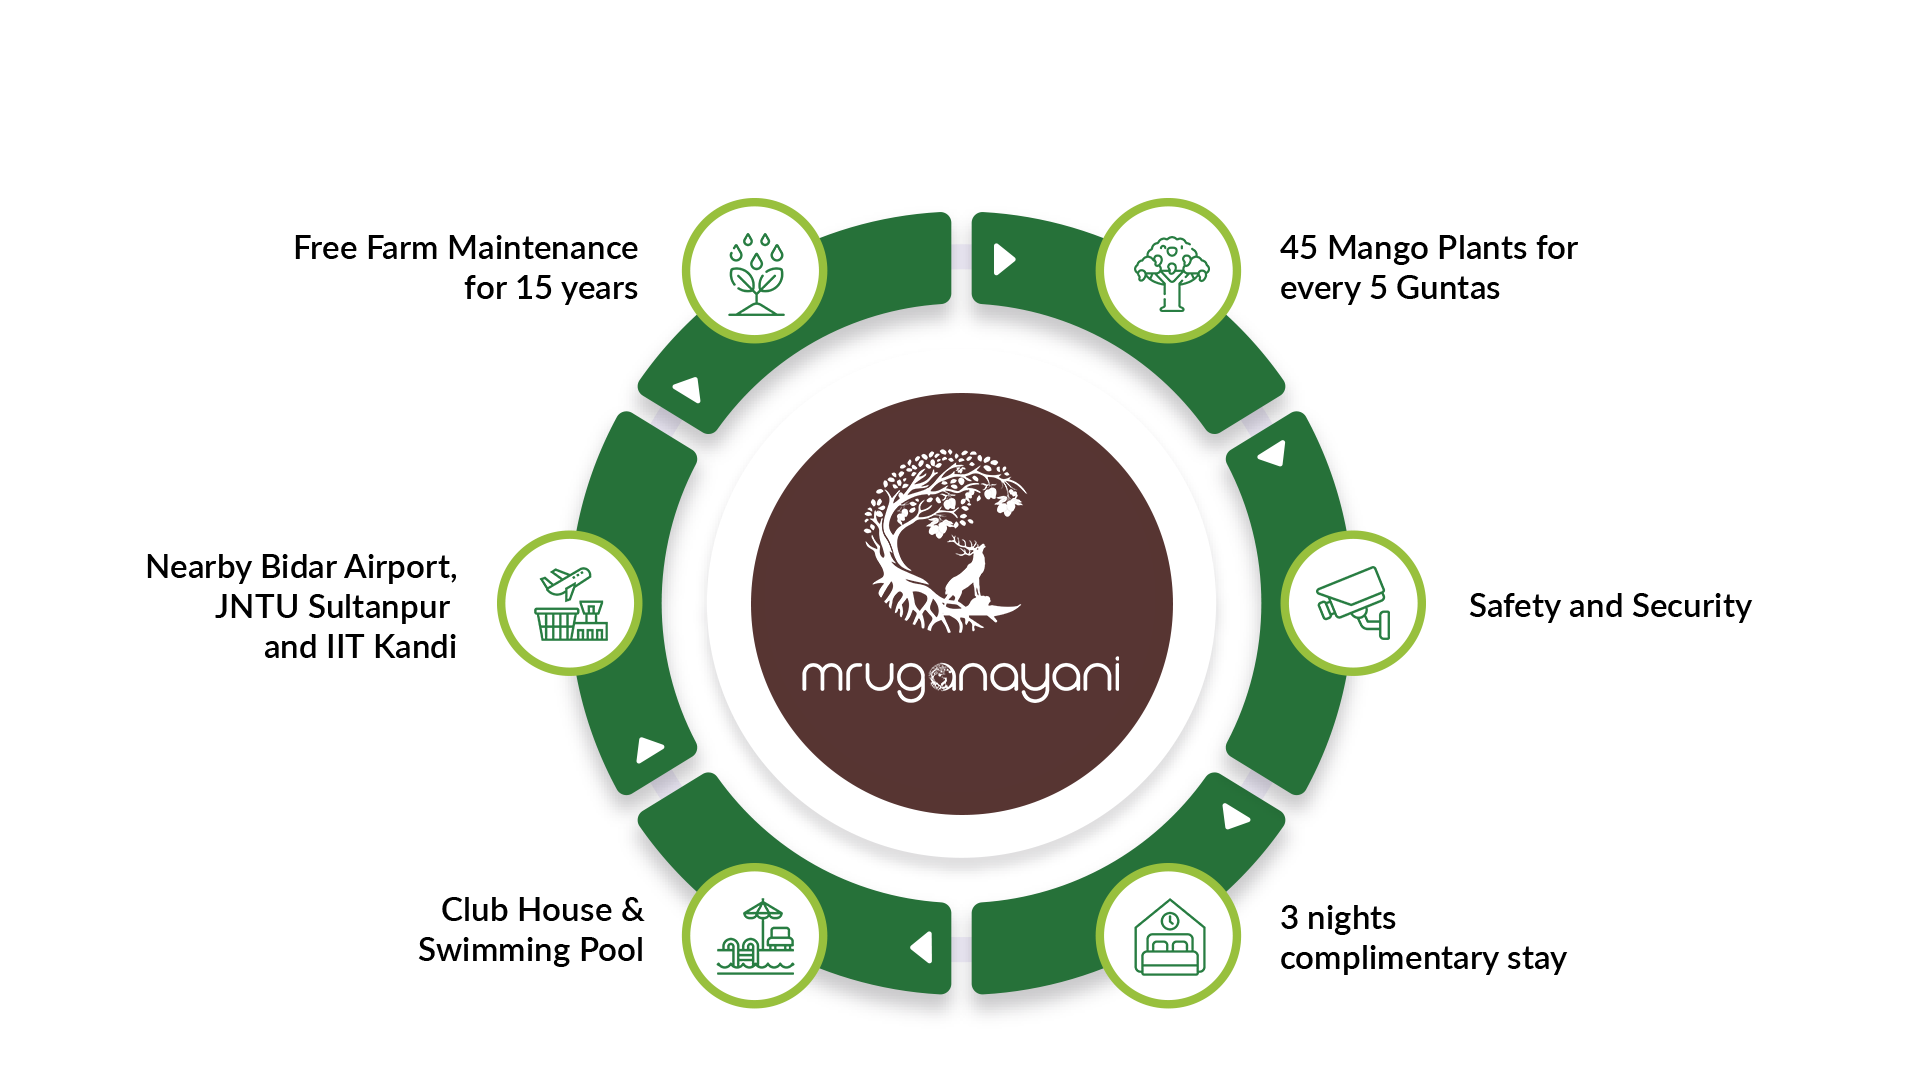 Free Farm Maintenance
for 15 years
45 Mango Plants for
every 5 Guntas
Nearby Bidar Airport,
JNTU Sultanpur
and IIT Kandi
mruganayani
Safety and Security
Club House &
Swimming Pool
3 nights
complimentary stay